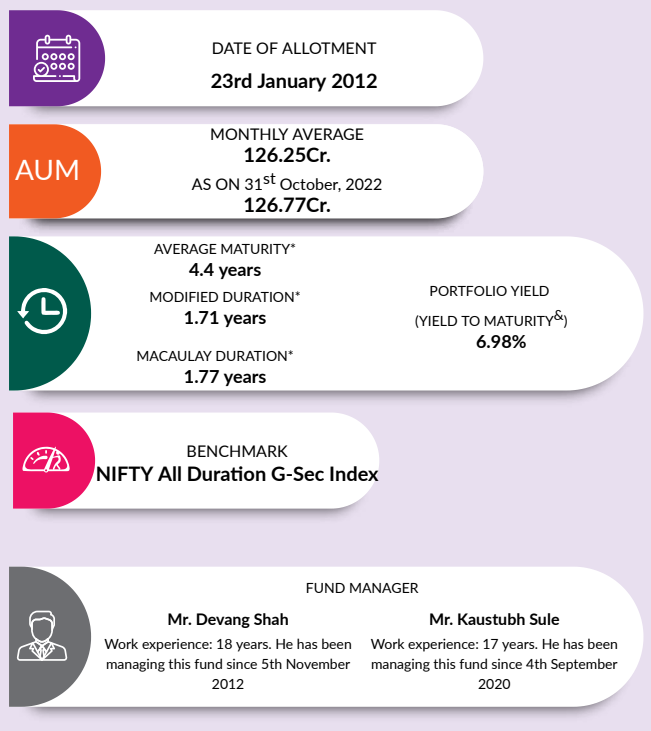 DATE OF ALLOTMENT
23rd January 2012
AUM
MONTHLY AVERAGE
126.25Cr.
AS ON 31st October, 2022
126.77Cr.
AVERAGE MATURITY*
4.4 years
MODIFIED DURATION*
1.71 years
MACAULAY DURATION*
1.77 years
PORTFOLIO YIELD
(YIELD TO MATURITY&)
6.98%
BENCHMARK
NIFTY All Duration G-Sec Index
FUND MANAGER
Mr. Devang Shah
Work experience: 18 years. He has been
managing this fund since 5th November
2012
Mr. Kaustubh Sule
Work experience: 17 years. He has been
managing this fund since 4th September
2020